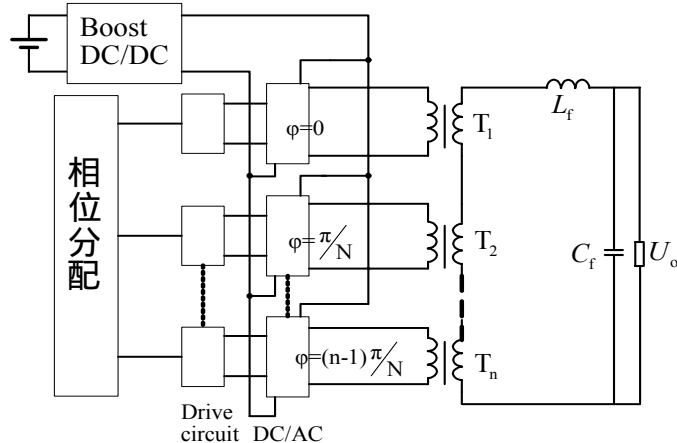 Boost
DC/DC
相位分配
φ=0
φ=π/N
φ=(n-1)π/N
T1
T2
Tn
Lf
Cf
Uo
Drive
circuit
DC/AC